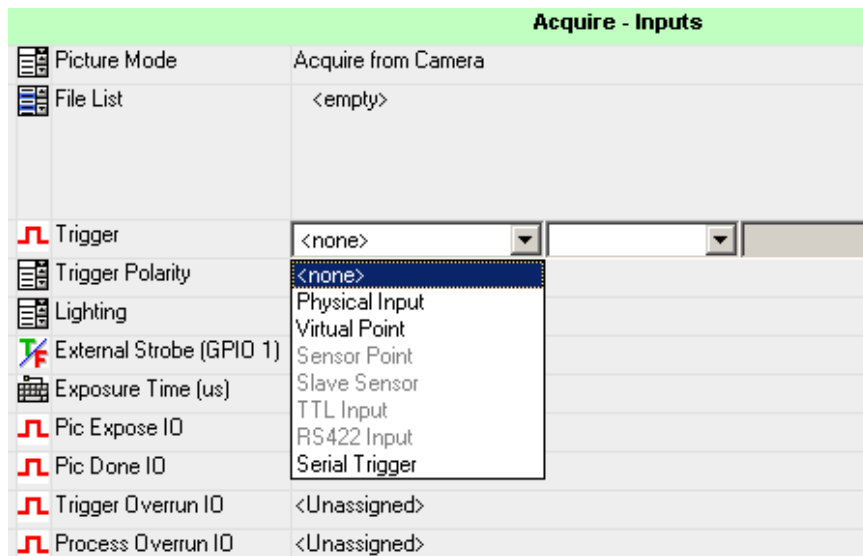 Acquire - Inputs
Picture Mode Acquire from Camera
File List <empty>
Trigger <none>
Trigger Polarity <none>
Physical Input
Lighting Virtual Point
External Strobe (GPIO 1) Sensor Point
Exposure Time (us) Slave Sensor
TTL Input
Pic Expose IO RS422 Input
Pic Done IO Serial Trigger
Trigger Overrun IO <Unassigned>
Process Overrun IO <Unassigned>